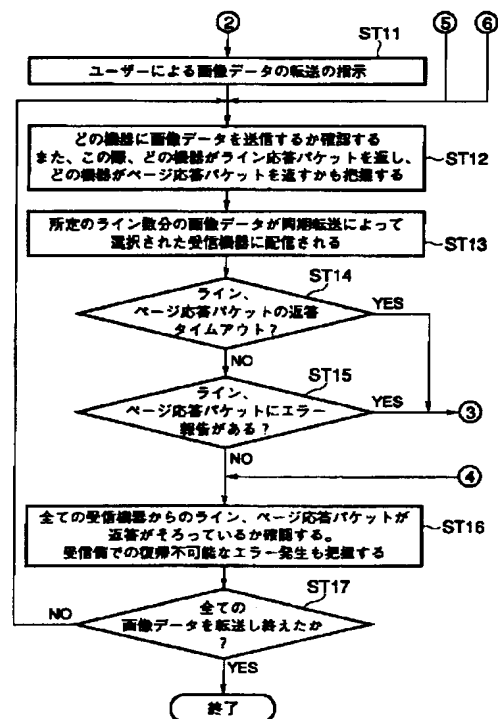 ②
⑤
⑥
ST11
ユーザーによる画像データの転送の指示
どの機器に画像データを送信するか確認する
また、この際、どの機器がライン応答パケットを返し、
どの機器がページ応答パケットを返すかも把握する
ST12
所定のライン数分の画像データが同期転送によって
選択された受信機器に配信される
ST13
ST14
ライン、
ページ応答パケットの返答
タイムアウト?
YES
NO
ST15
ライン、
ページ応答パケットにエラー
報告がある?
YES
③
NO
④
全ての受信機器からのライン、ページ応答パケットが
返答がそろっているか確認する。
受信側での復帰不可能なエラー発生も把握する
ST16
ST17
全ての
画像データを転送し終えたか
?
NO
YES
終了